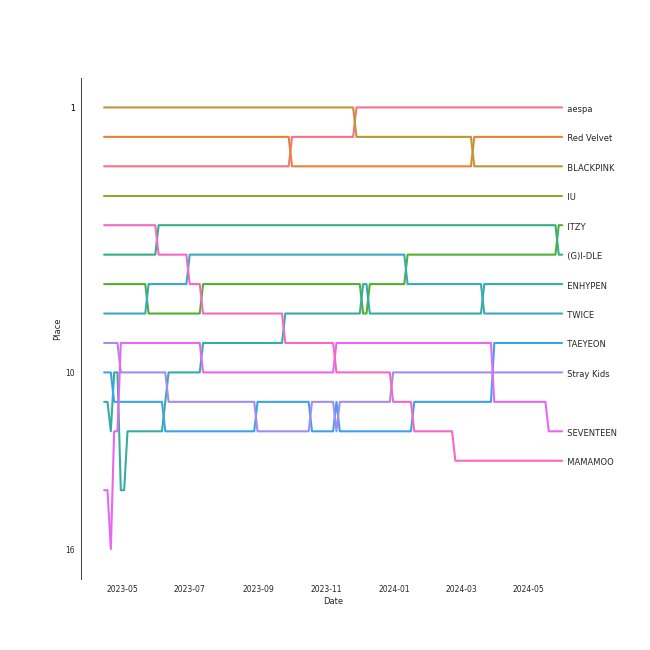 1
10
16
Place
aespa
Red Velvet
BLACKPINK
IU
ITZY
(G)I-DLE
ENHYPEN
TWICE
TAEYEON
Stray Kids
SEVENTEEN
MAMAMOO
2023-05 2023-07 2023-09 2023-11 2024-01 2024-03 2024-05
Date